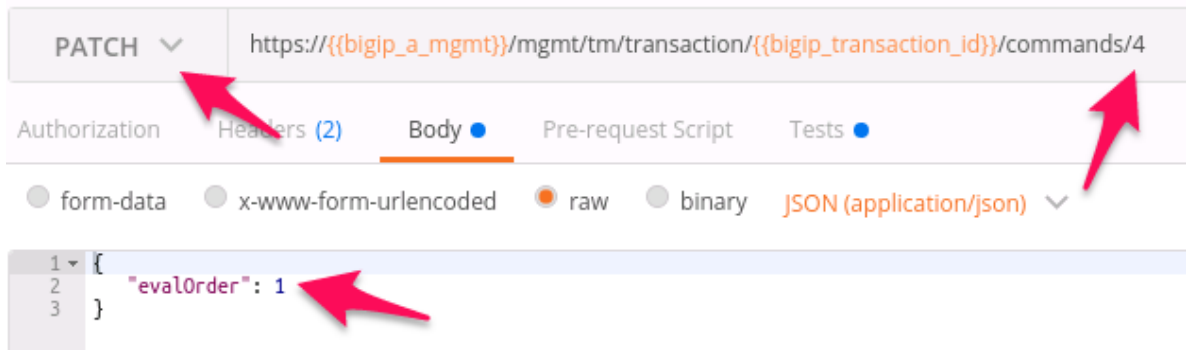 PATCH https://{{bigip_a_mgmt}}/mgmt/tm/transaction/{{bigip_transaction_id}}/commands/4
Authorization Headers (2) Body Pre-request Script Tests
form-data x-www-form-urlencoded raw binary JSON (application/json)
1 {
2 "evalOrder": 1
3 }